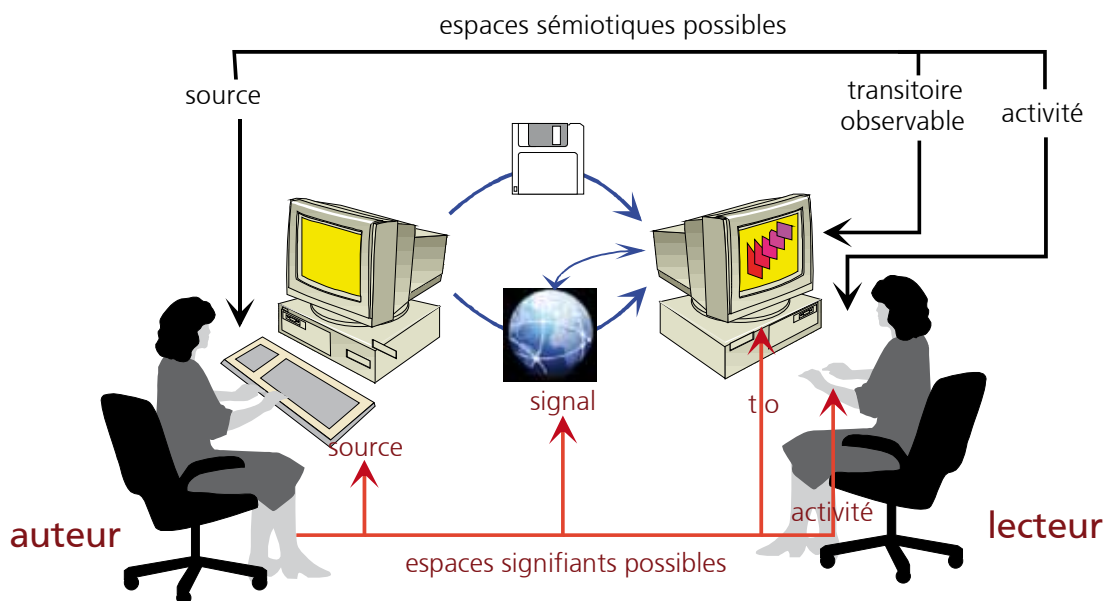 espaces sémiotiques possibles
source
transitoire
observable
activité
signal
t o
source
activité
auteur
lecteur
espaces signifiants possibles